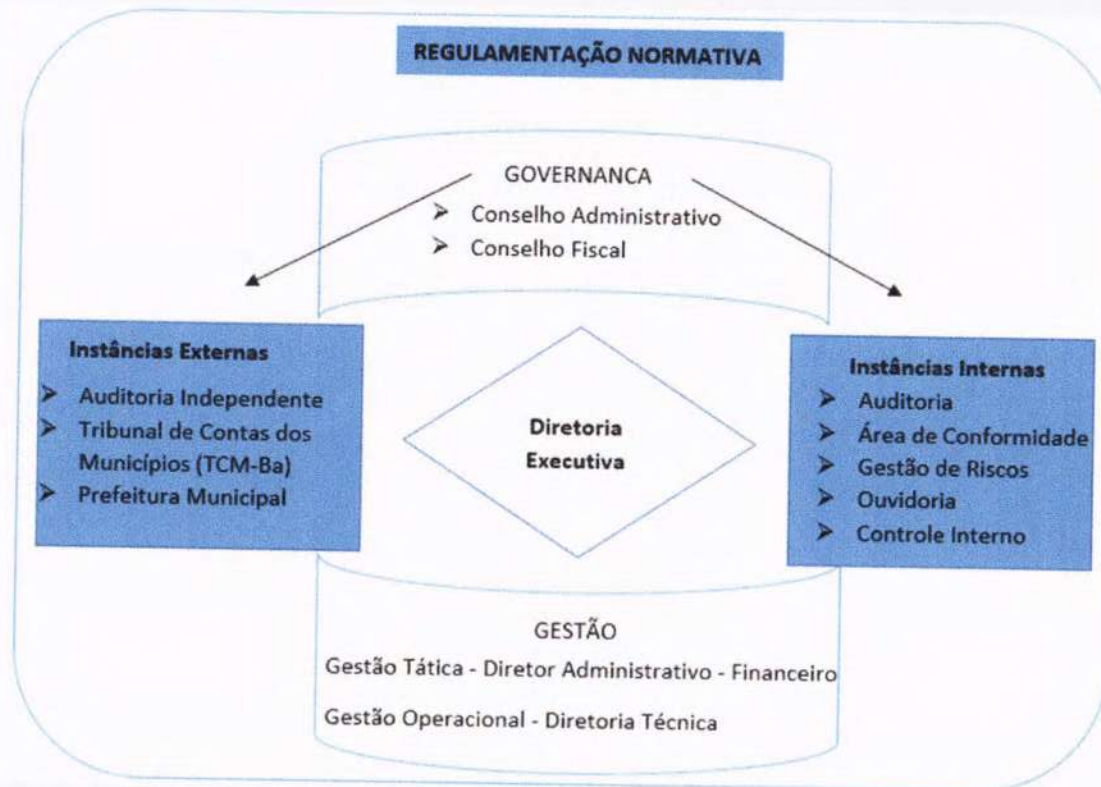 REGULAMENTAÇÃO NORMATIVA
GOVERNANCA
➤ Conselho Administrativo
➤ Conselho Fiscal
Instâncias Externas
➤ Auditoria Independente
➤ Tribunal de Contas dos
Municípios (TCM-Ba)
➤ Prefeitura Municipal
Diretoria
Executiva
Instâncias Internas
➤ Auditoria
➤ Área de Conformidade
➤ Gestão de Riscos
➤ Ouvidoria
➤ Controle Interno
GESTÃO
Gestão Tática - Diretor Administrativo - Financeiro
Gestão Operacional - Diretoria Técnica